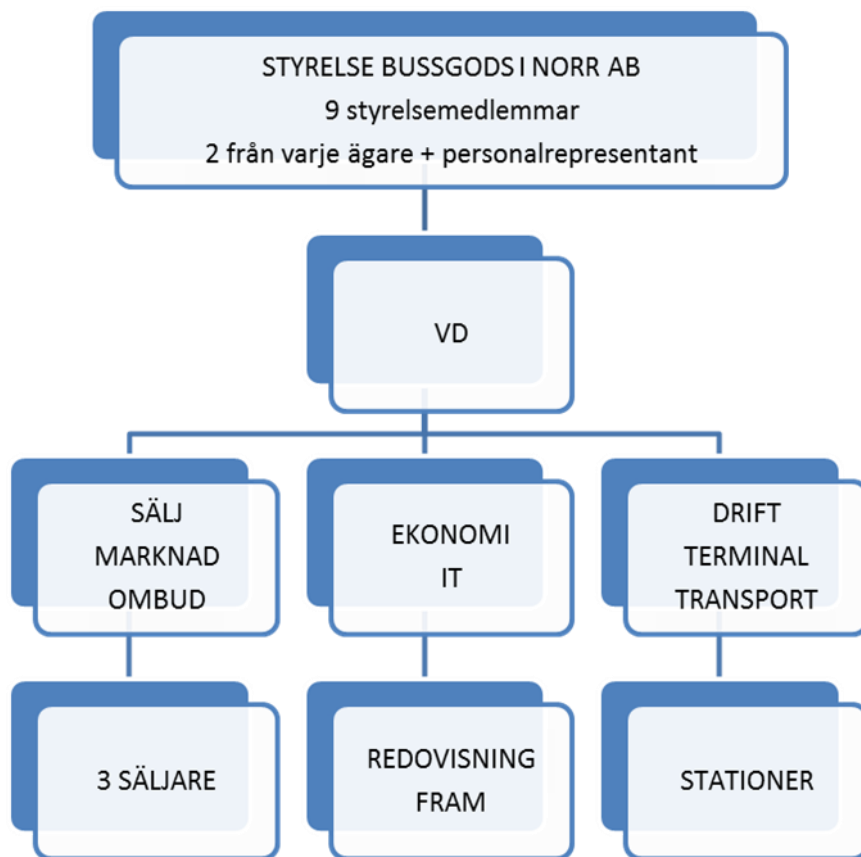 STYRELSE BUSSGODS I NORR AB
9 styrelsemedlemmar
2 från varje ägare + personalrepresentant
VD
SÄLJ
MARKNAD
OMBUD
EKONOMI
IT
DRIFT
TERMINAL
TRANSPORT
3 SÄLJARE
REDOVISNING
FRAM
STATIONER